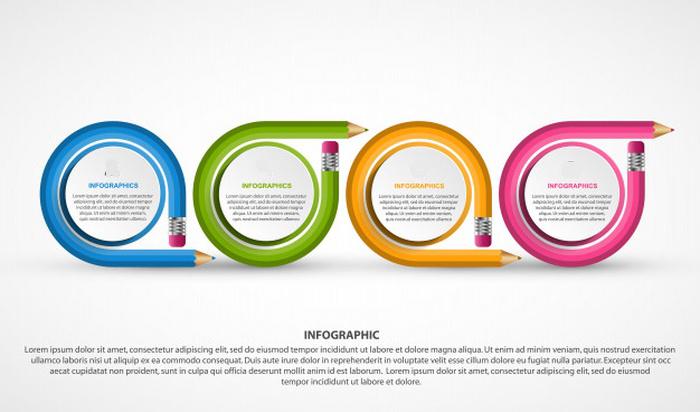 INFOGRAPHICS
Lorem ipsum dolor sit amet, consectetur
adipiscing elit, sed do eiusmod tempor
incididunt ut labore et dolore
magna aliqua. Ut enim ad minim veniam,
quis nostrud exercitation ullamco.
INFOGRAPHICS
Lorem ipsum dolor sit amet, consectetur
adipiscing elit, sed do eiusmod tempor
incididunt ut labore et dolore
magna aliqua. Ut enim ad minim veniam,
quis nostrud exercitation ullamco.
INFOGRAPHICS
Lorem ipsum dolor sit amet, consectetur
adipiscing elit, sed do eiusmod tempor
incididunt ut labore et dolore
magna aliqua. Ut enim ad minim veniam,
quis nostrud exercitation ullamco.
INFOGRAPHICS
Lorem ipsum dolor sit amet, consectetur
adipiscing elit, sed do eiusmod tempor
incididunt ut labore et dolore
magna aliqua. Ut enim ad minim veniam,
quis nostrud exercitation ullamco.
INFOGRAPHIC
Lorem ipsum dolor sit amet, consectetur adipiscing elit, sed do eiusmod tempor incididunt ut labore et dolore magna aliqua. Ut enim ad minim veniam, quis nostrud exercitation
ullamco laboris nisi ut aliquip ex ea commodo consequat. Duis aute irure dolor in reprehenderit in voluptate velit esse cillum dolore eu fugiat nulla pariatur. Excepteur sint occ
aecat cupidatat non proident, sunt in culpa qui officia deserunt mollit anim id est laborum. Lorem ipsum dolor sit amet, consectetur adipiscing elit, sed do eiusmod
tempor incididunt ut labore et dolore.